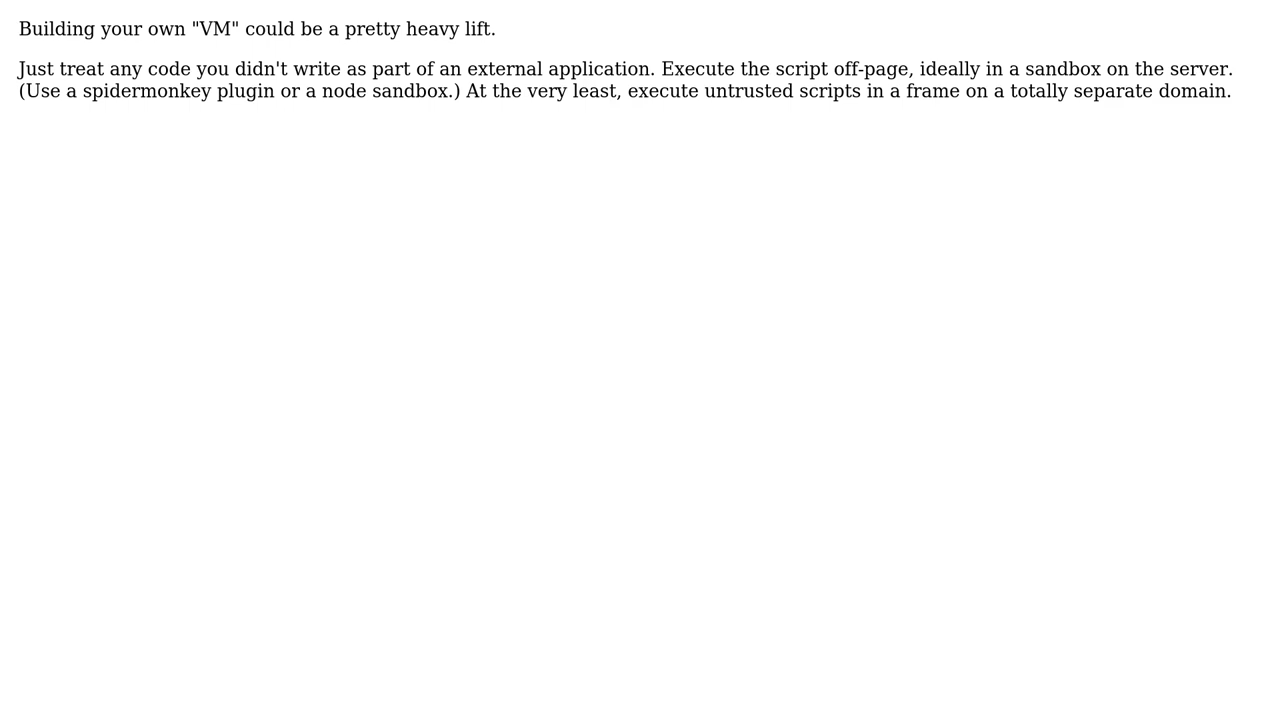 Building your own "VM" could be a pretty heavy lift.
Just treat any code you didn't write as part of an external application. Execute the script off-page, ideally in a sandbox on the server.
(Use a spidermonkey plugin or a node sandbox.) At the very least, execute untrusted scripts in a frame on a totally separate domain.